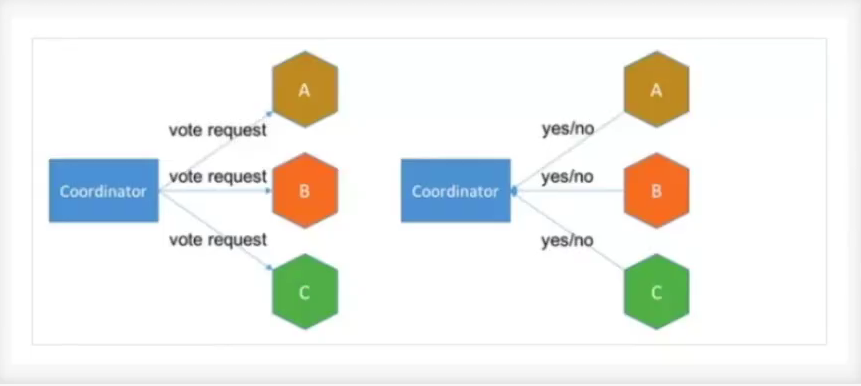 A
vote request
Coordinator
vote request
B
vote request
C
A
yes/no
Coordinator
yes/no
B
yes/no
C